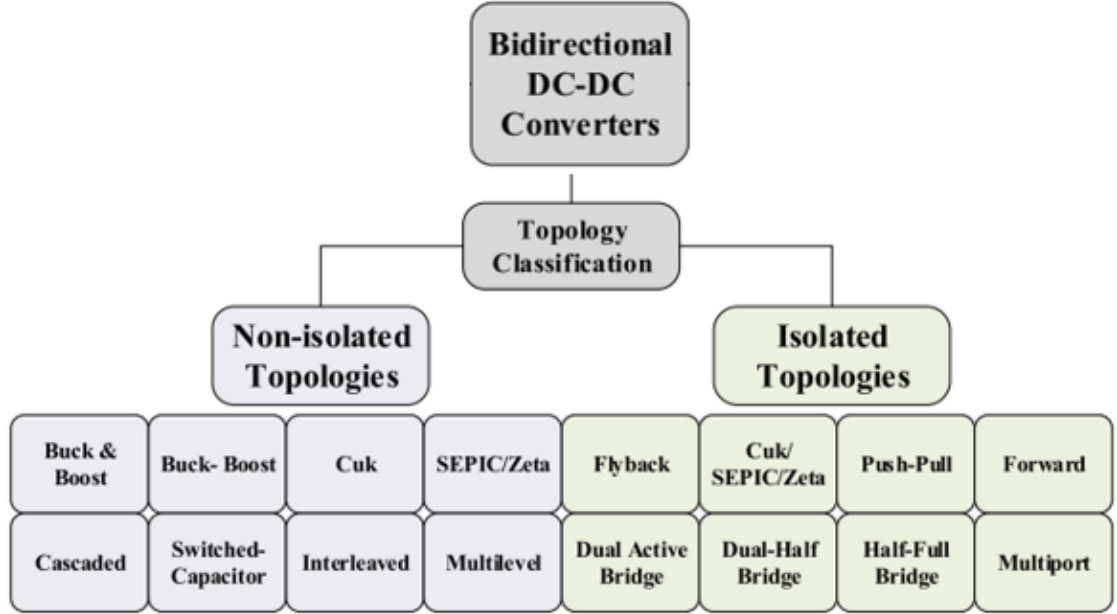 Bidirectional
DC-DC
Converters
Topology
Classification
Non-isolated
Topologies
Isolated
Topologies
Buck &
Boost
Buck- Boost
Cuk
SEPIC/Zeta
Flyback
Cuk/
SEPIC/Zeta
Push-Pull
Forward
Cascaded
Switched-
Capacitor
Interleaved
Multilevel
Dual Active
Bridge
Dual-Half
Bridge
Half-Full
Bridge
Multiport